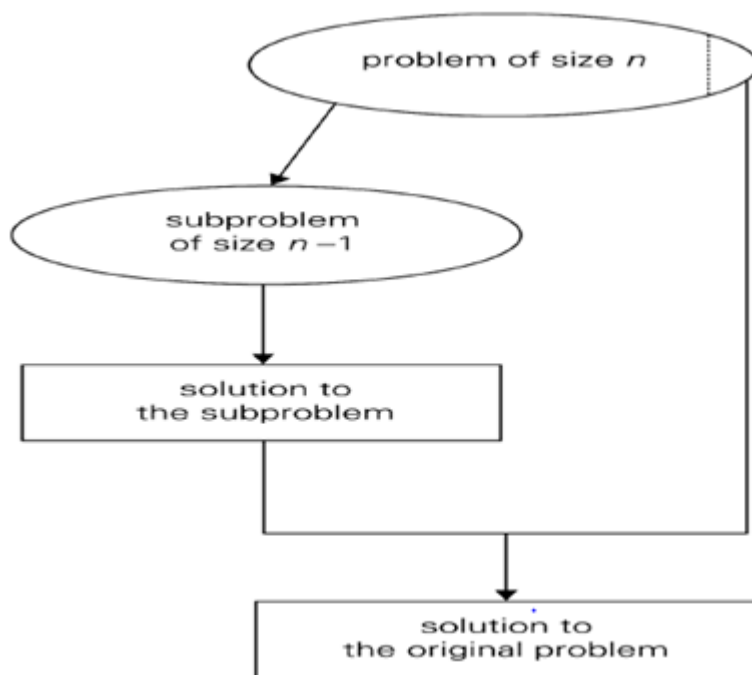 problem of size n
subproblem
of size n –1
solution to
the subproblem
solution to
the original problem